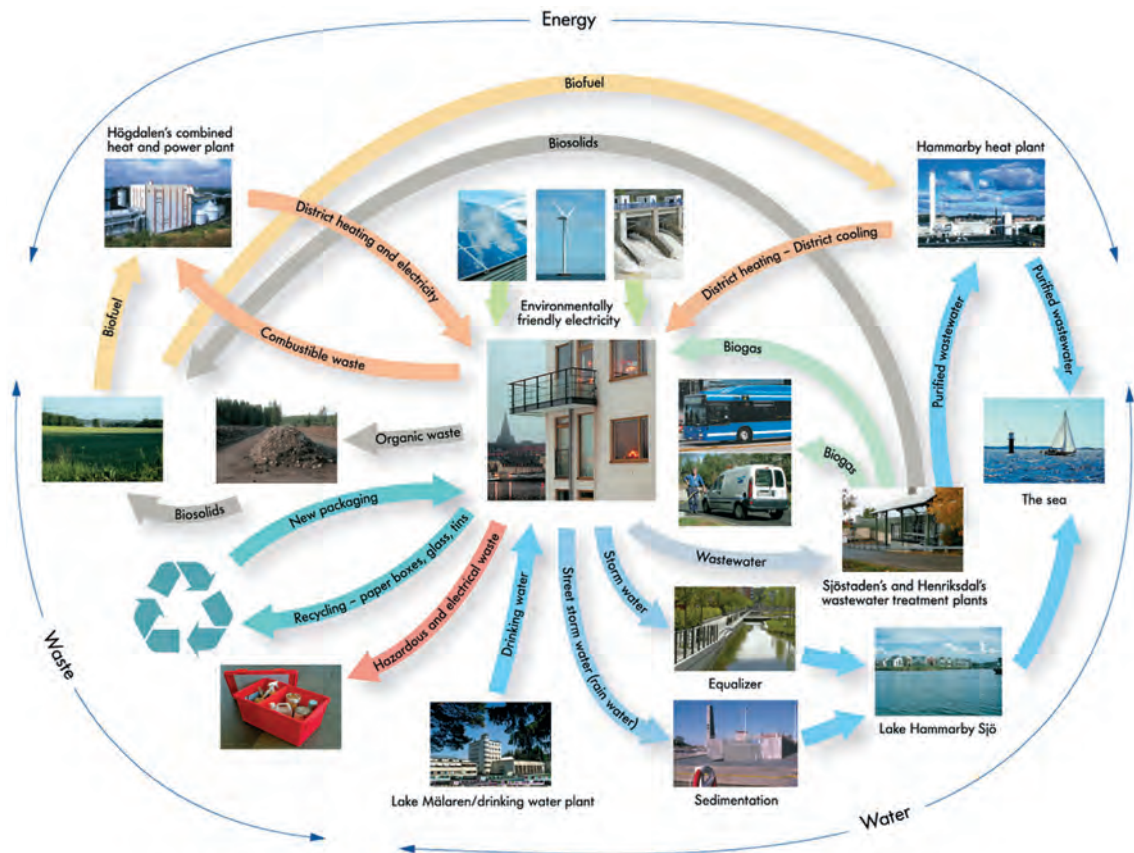 Energy
Biofuel
Högdalen's combined
heat and power plant
Biosolids
Hammarby heat plant
District heating and electricity
District heating – District cooling
Environmentally
friendly electricity
Biofuel
Combustible waste
Biogas
Purified wastewater
Purified wastewater
Organic waste
Biogas
The sea
Biosolids
New packaging
Recycling – paper boxes, glass, tins
Hazardous and electrical waste
Drinking water
Street storm water (rain water)
Storm water
Wastewater
Sjöstaden's and Henriksdal's
wastewater treatment plants
Waste
Equalizer
Lake Hammarby Sjö
Lake Mälaren/drinking water plant
Sedimentation
Water